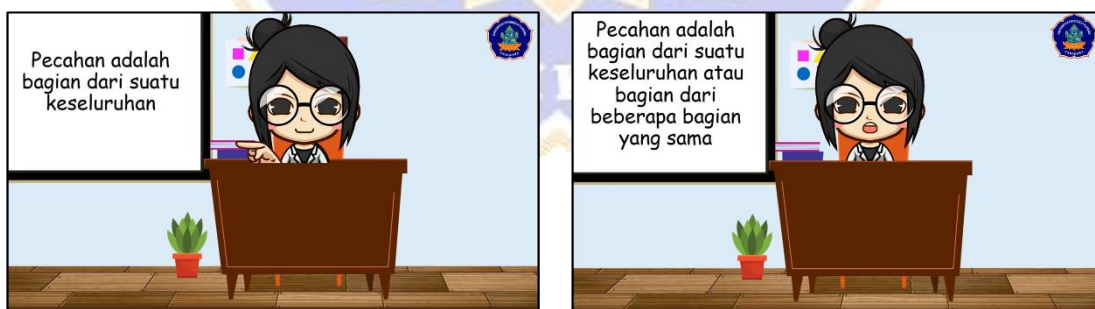 Pecahan adalah
bagian dari suatu
keseluruhan
Pecahan adalah
bagian dari suatu
keseluruhan atau
bagian dari
beberapa bagian
yang sama